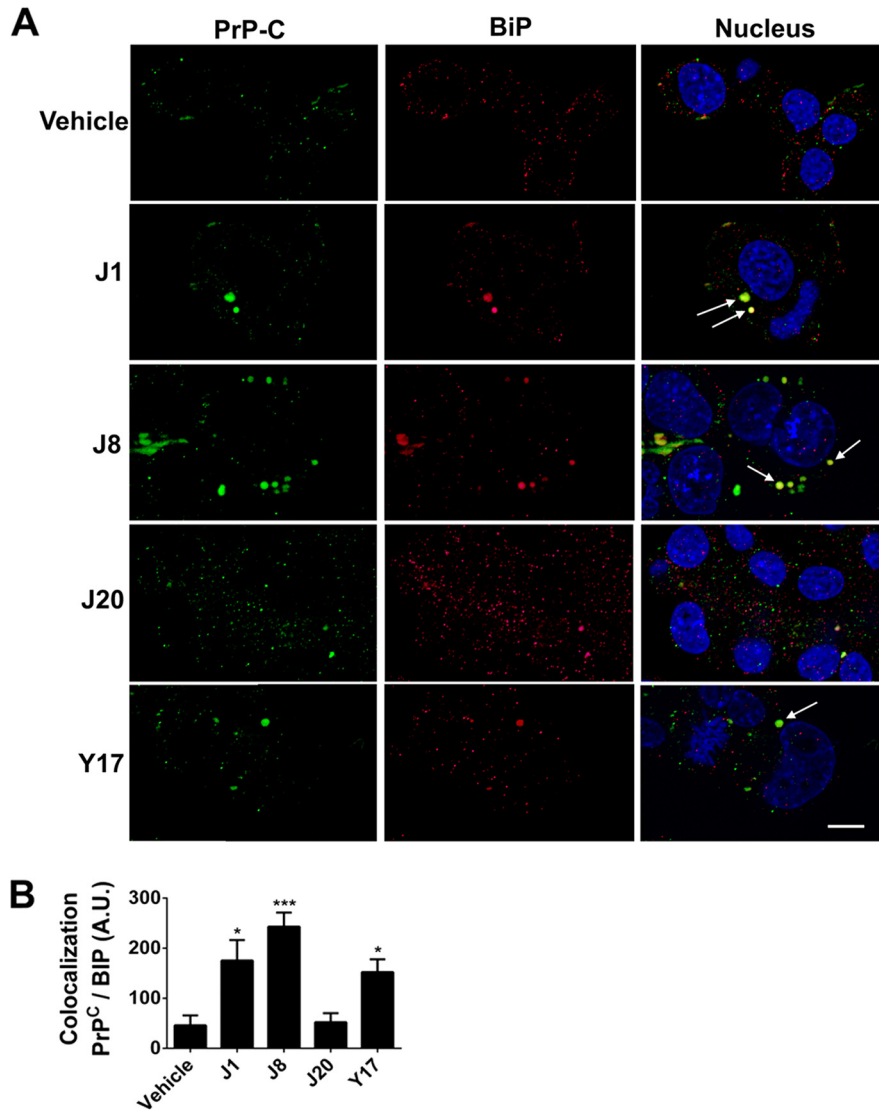 A
PrP-C BiP Nucleus
Vehicle
J1
J8
J20
Y17
B
Colocalization
PrP^C / BIP (A.U.)
300
200
100
0
* *** *
Vehicle J1 J8 J20 Y17